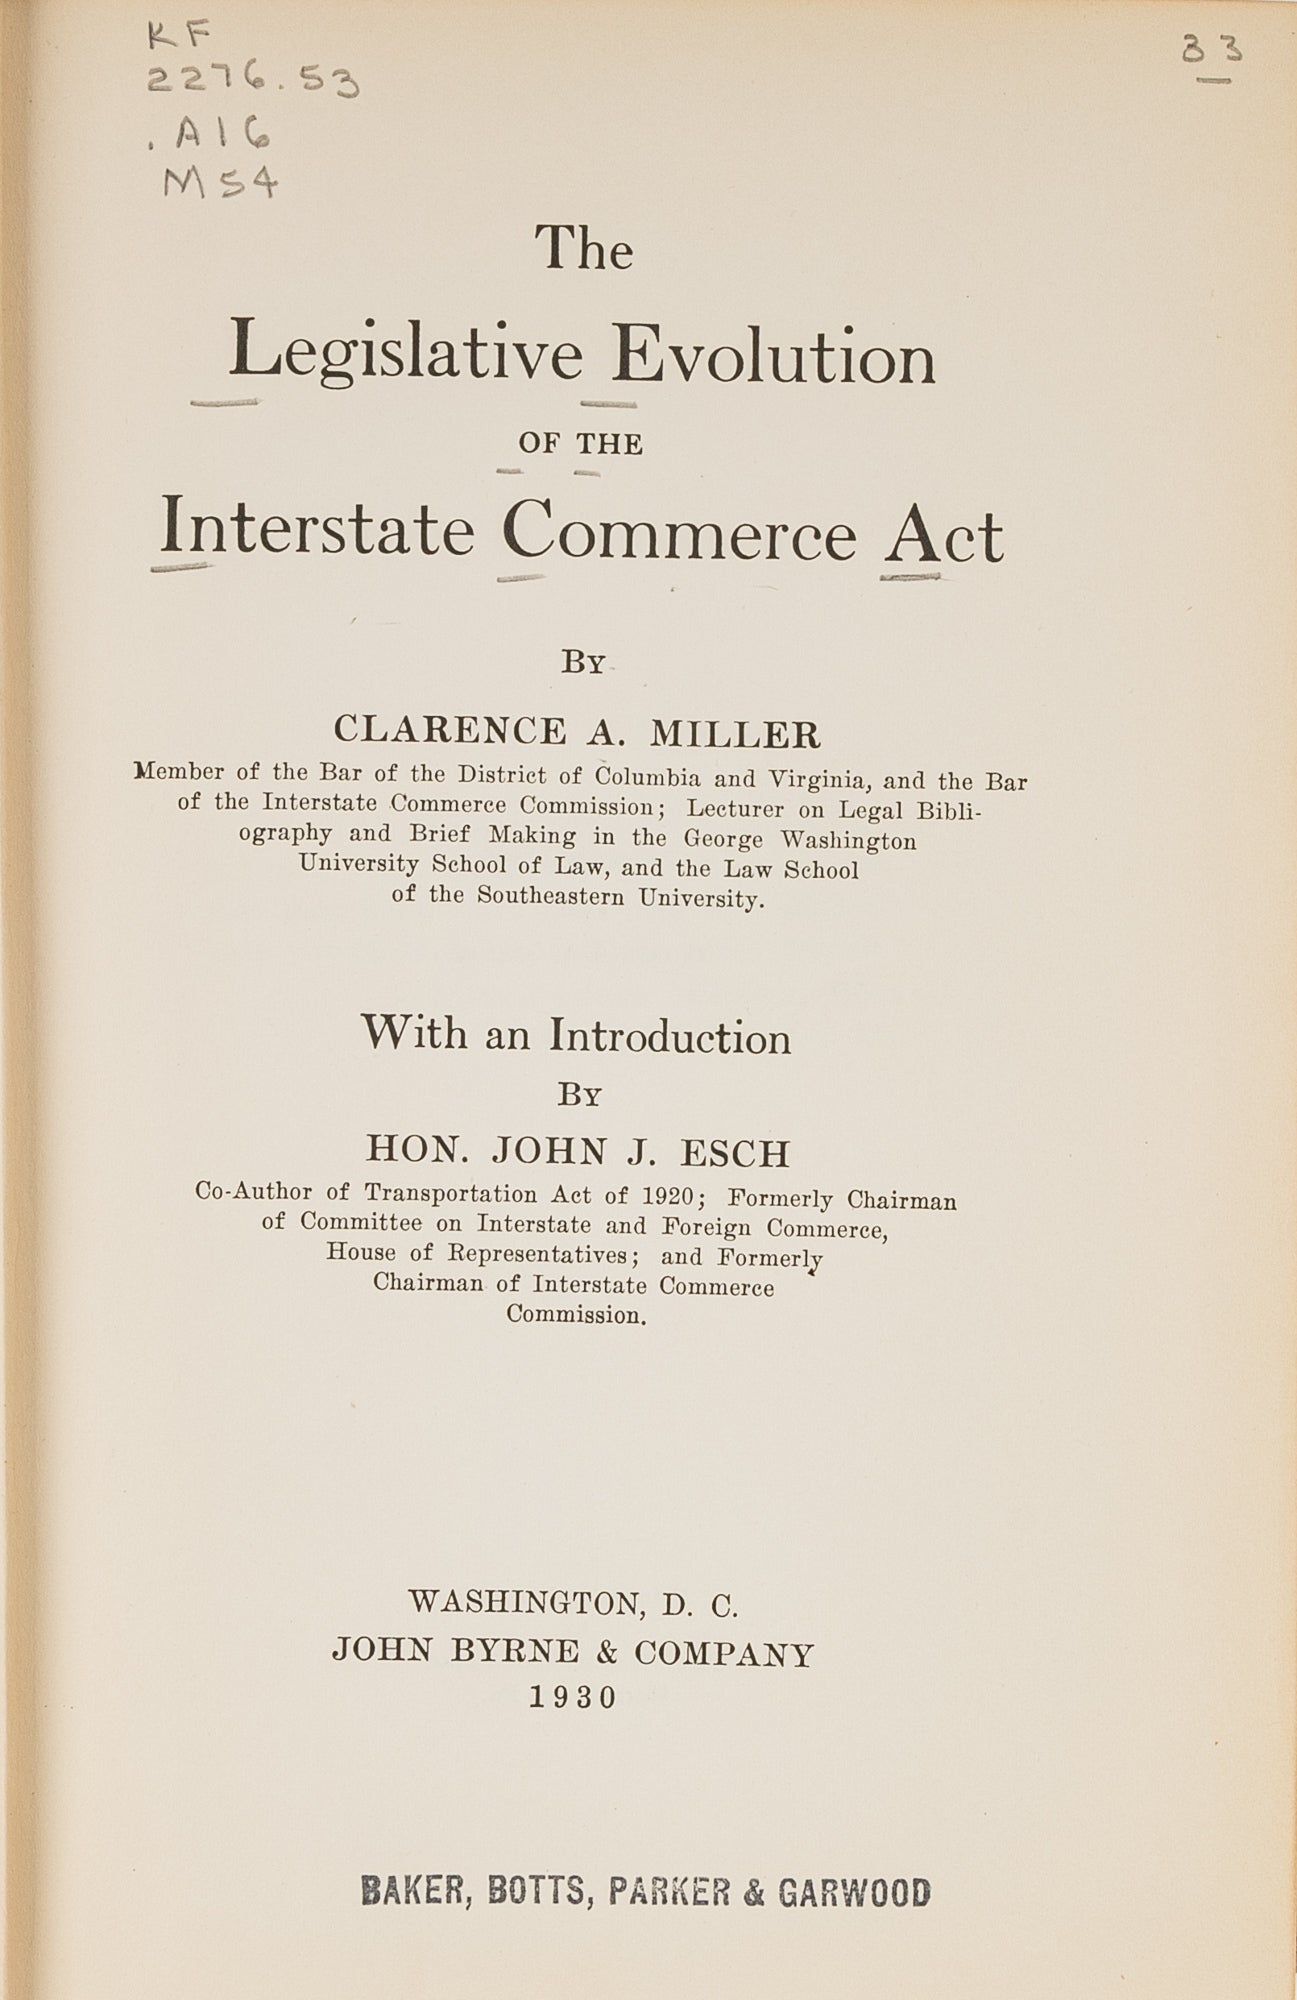 KF
2276.53
.A16
M54
33
The
Legislative Evolution
OF THE
Interstate Commerce Act
By
CLARENCE A. MILLER
Member of the Bar of the District of Columbia and Virginia, and the Bar
of the Interstate Commerce Commission; Lecturer on Legal Bibli-
ography and Brief Making in the George Washington
University School of Law, and the Law School
of the Southeastern University.
With an Introduction
By
HON. JOHN J. ESCH
Co-Author of Transportation Act of 1920; Formerly Chairman
of Committee on Interstate and Foreign Commerce,
House of Representatives; and Formerly
Chairman of Interstate Commerce
Commission.
WASHINGTON, D. C.
JOHN BYRNE & COMPANY
1930
BAKER, BOTTS, PARKER & GARWOOD